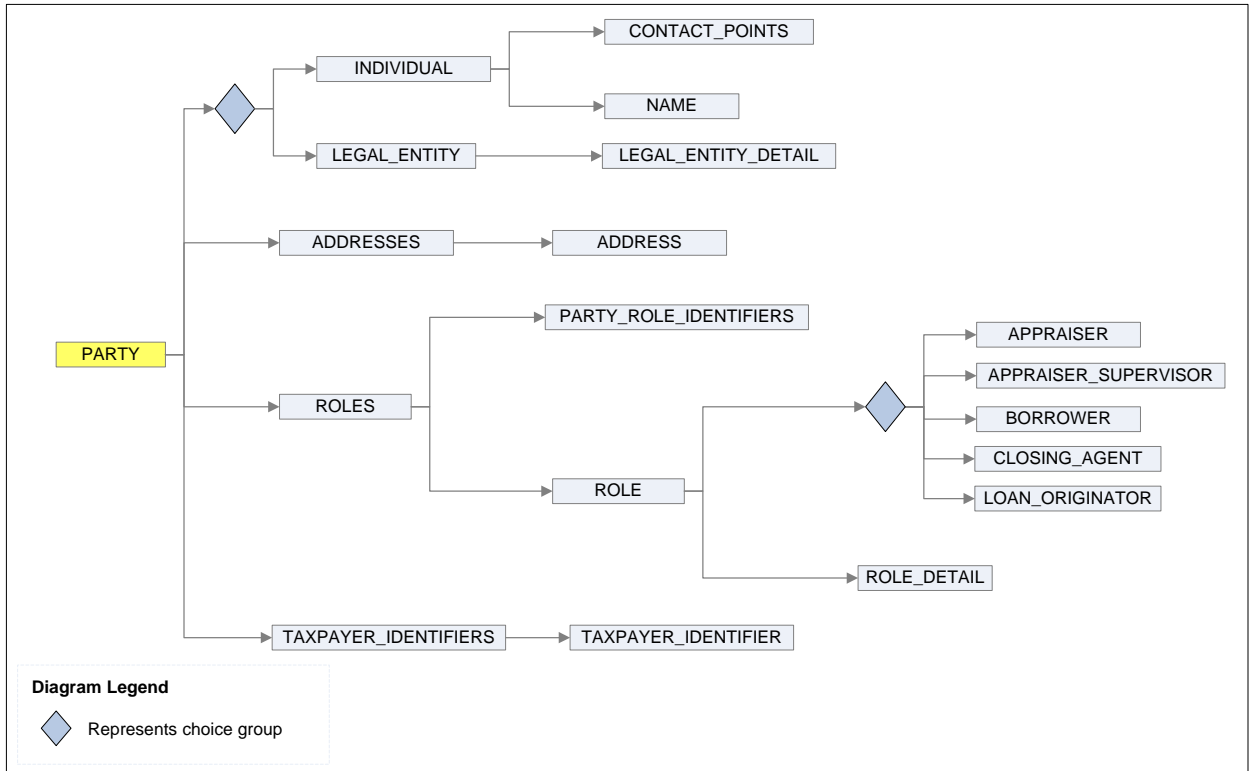 CONTACT_POINTS
INDIVIDUAL
NAME
LEGAL_ENTITY
LEGAL_ENTITY_DETAIL
ADDRESSES
ADDRESS
PARTY_ROLE_IDENTIFIERS
APPRAISER
PARTY
APPRAISER_SUPERVISOR
ROLES
BORROWER
CLOSING_AGENT
ROLE
LOAN_ORIGINATOR
ROLE_DETAIL
TAXPAYER_IDENTIFIERS
TAXPAYER_IDENTIFIER
Diagram Legend
Represents choice group